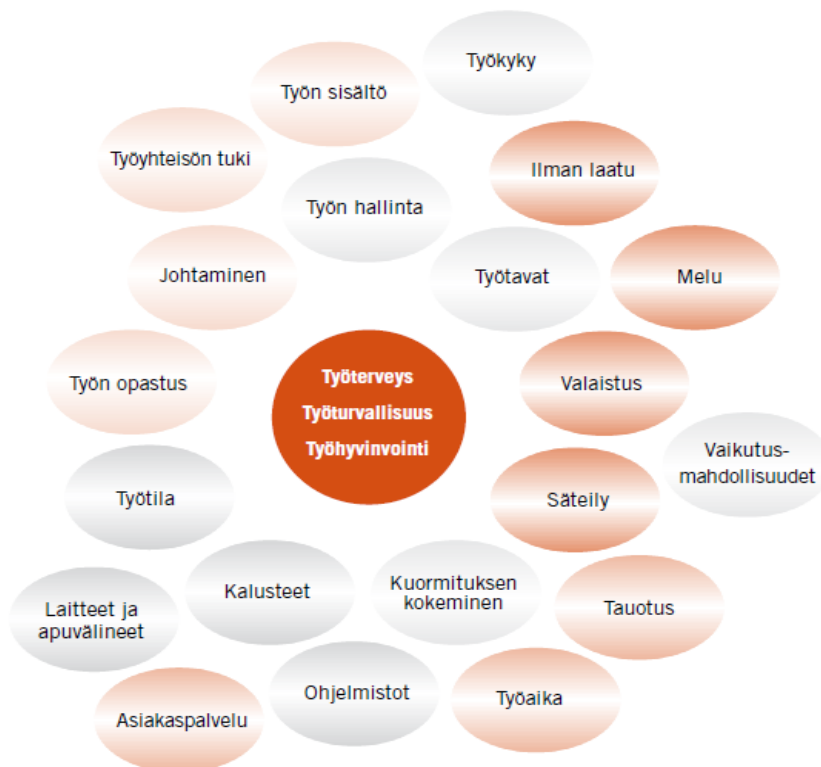 Työkyky
Työn sisältö
Työyhteisön tuki
Ilman laatu
Työn hallinta
Johtaminen
Työtavat
Melu
Työn opastus
Työterveys
Työturvallisuus
Työhyvinvointi
Valaistus
Vaikutus-
mahdollisuudet
Työtila
Säteily
Laitteet ja
apuvälineet
Kalusteet
Kuormituksen
kokeminen
Tauotus
Asiakaspalvelu
Ohjelmistot
Työaika